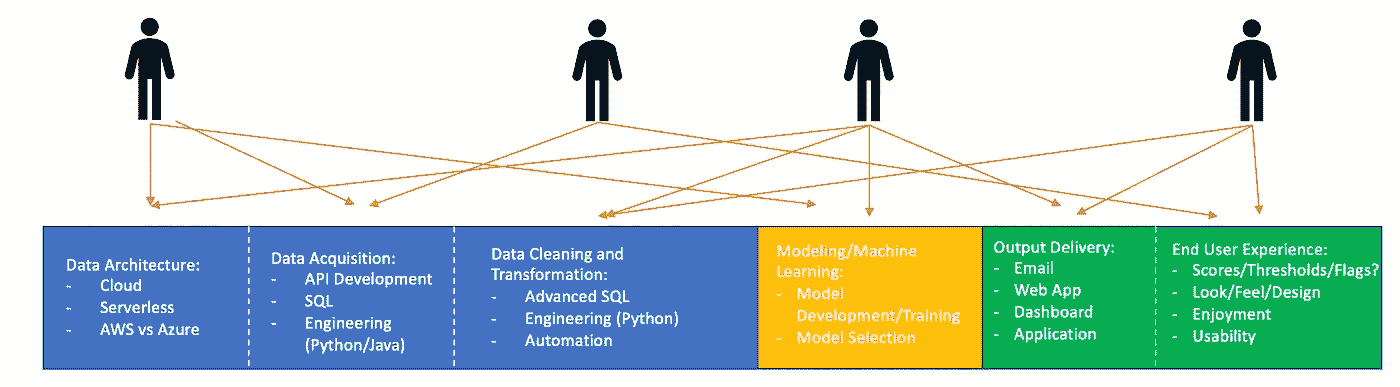 Data Architecture:
- Cloud
- Serverless
- AWS vs Azure
Data Acquisition:
- API Development
- SQL
- Engineering
(Python/Java)
Data Cleaning and
Transformation:
- Advanced SQL
- Engineering (Python)
- Automation
Modeling/Machine
Learning:
- Model
Development/Training
- Model Selection
Output Delivery:
- Email
- Web App
- Dashboard
- Application
End User Experience:
- Scores/Thresholds/Flags?
- Look/Feel/Design
- Enjoyment
- Usability